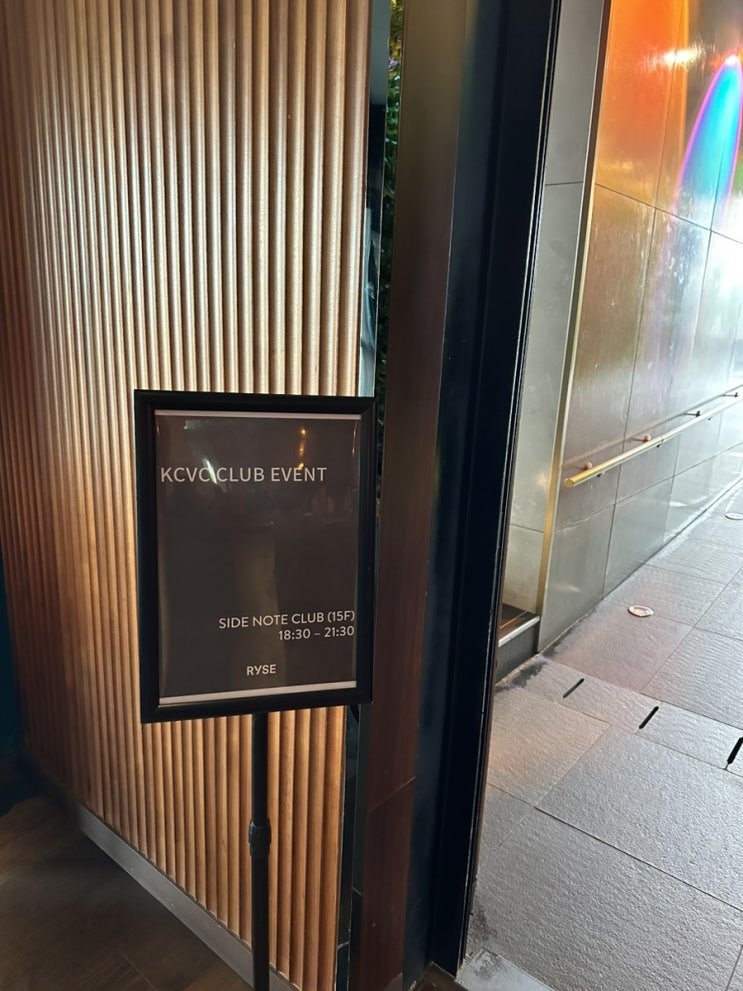 KCVC CLUB EVENT
SIDE NOTE CLUB (15F)
18:30 – 21:30
RYSE